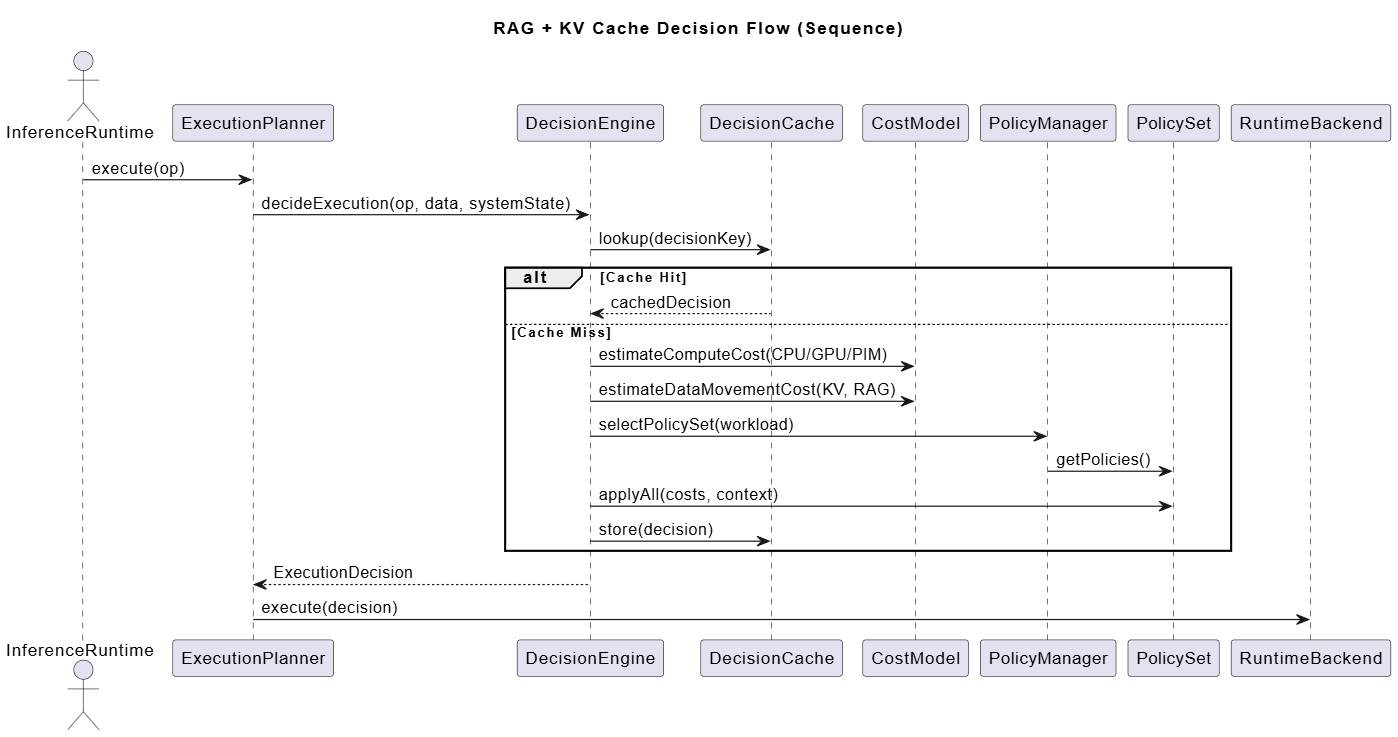 RAG + KV Cache Decision Flow (Sequence)
InferenceRuntime
ExecutionPlanner
DecisionEngine
DecisionCache
CostModel
PolicyManager
PolicySet
RuntimeBackend
execute(op)
decideExecution(op, data, systemState)
lookup(decisionKey)
alt
[Cache Hit]
cachedDecision
[Cache Miss]
estimateComputeCost(CPU/GPU/PIM)
estimateDataMovementCost(KV, RAG)
selectPolicySet(workload)
getPolicies()
applyAll(costs, context)
store(decision)
ExecutionDecision
execute(decision)
InferenceRuntime
ExecutionPlanner
DecisionEngine
DecisionCache
CostModel
PolicyManager
PolicySet
RuntimeBackend